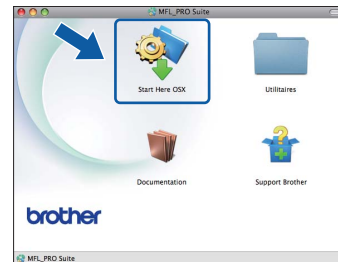 MFL_PRO Suite
Start Here OSX
Utilitaires
Documentation
Support Brother
brother
MFL_PRO Suite